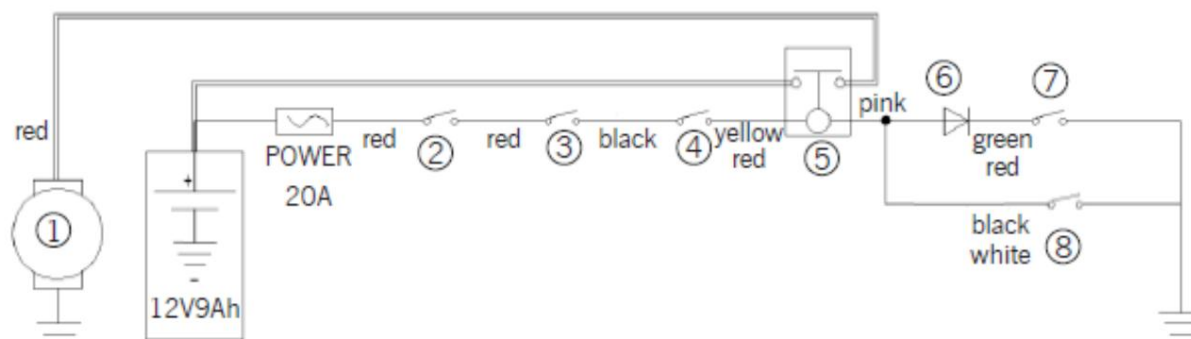 red
①
+
-
12V9Ah
POWER
20A
red
②
red
③
black
④
yellow
red
⑤
pink
⑥
green
red
⑦
black
white
⑧